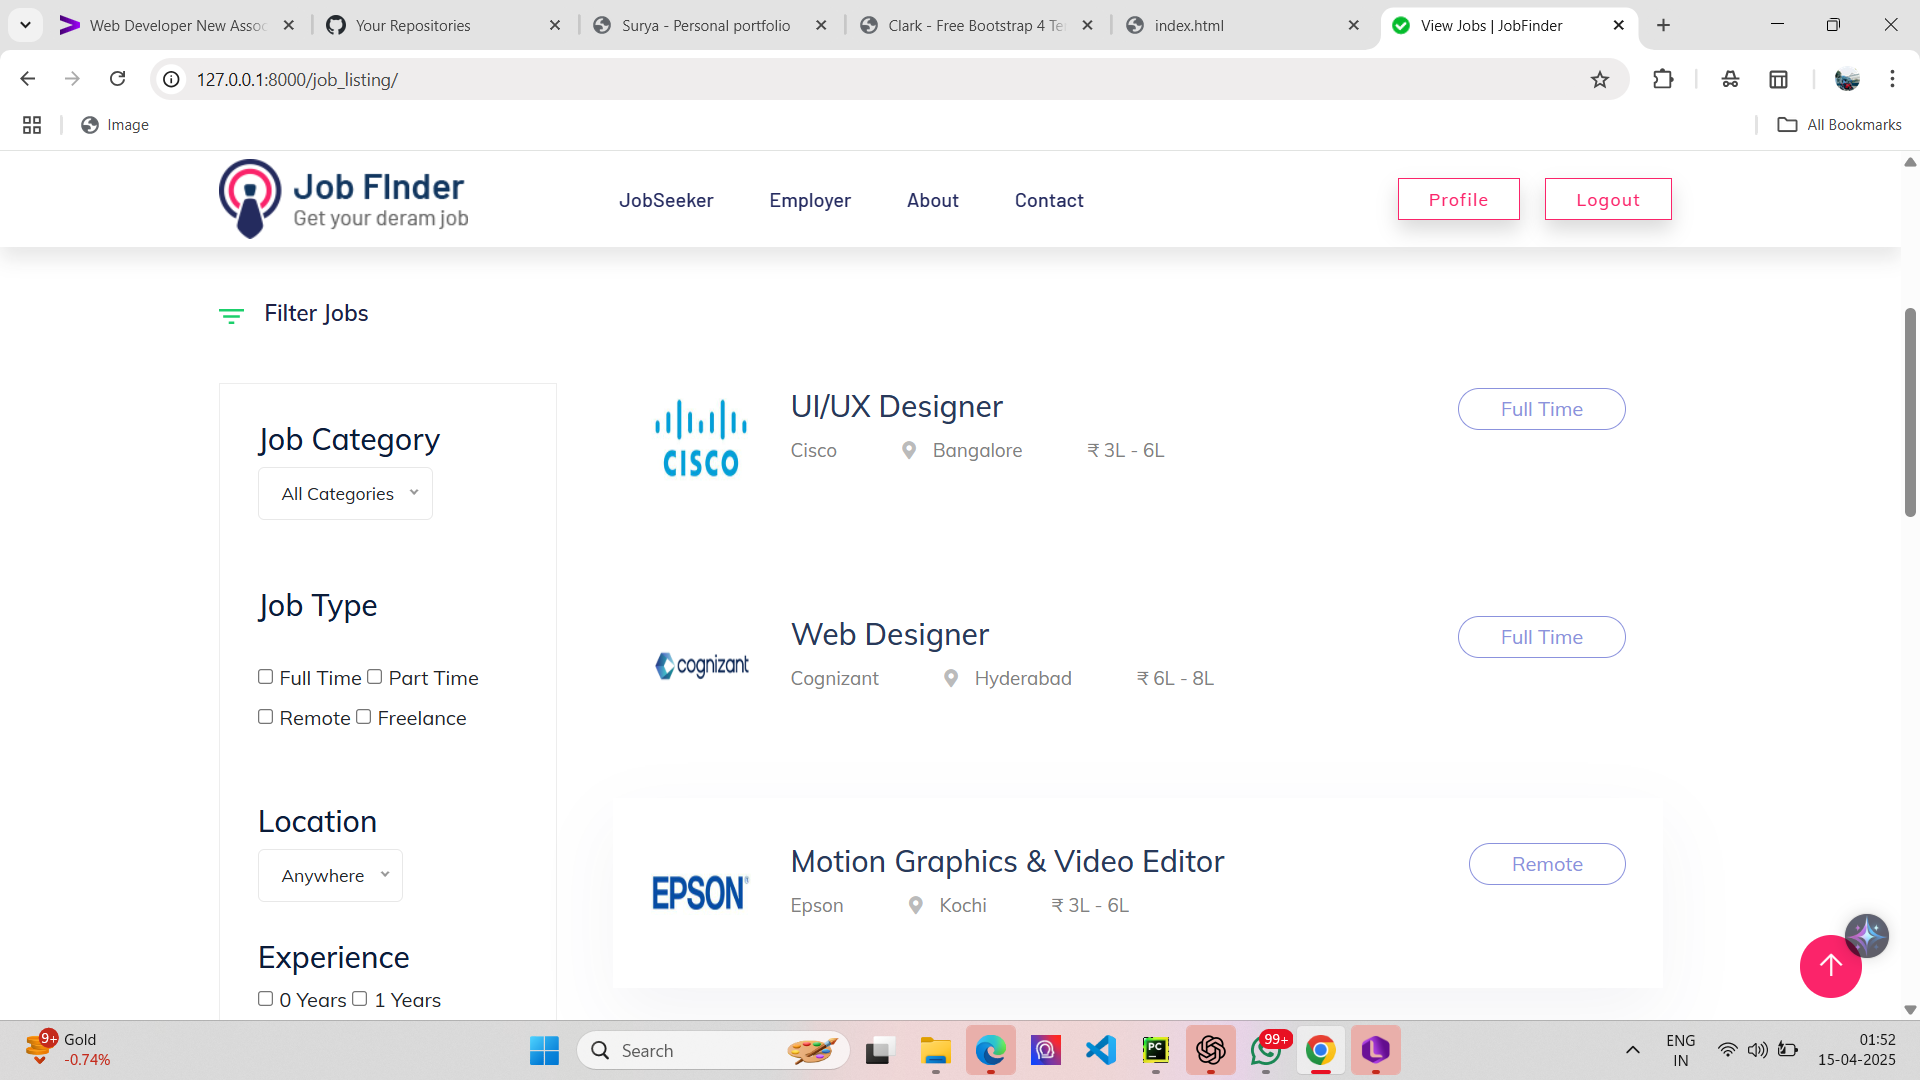 Web Developer New Assoc
Your Repositories
Surya - Personal portfolio
Clark - Free Bootstrap 4 Te
index.html
View Jobs | JobFinder
127.0.0.1:8000/job_listing/
Image
All Bookmarks
Job FInder
Get your deram job
JobSeeker
Employer
About
Contact
Profile
Logout
Filter Jobs
Job Category
All Categories
Job Type
Full Time Part Time
Remote Freelance
Location
Anywhere
Experience
0 Years 1 Years
CISCO
UI/UX Designer
Cisco Bangalore ₹ 3L - 6L
Full Time
cognizant
Web Designer
Cognizant Hyderabad ₹ 6L - 8L
Full Time
EPSON
Motion Graphics & Video Editor
Epson Kochi ₹ 3L - 6L
Remote
9+
Gold
-0.74%
Search
PC
99+
L
ENG
IN
01:52
15-04-2025